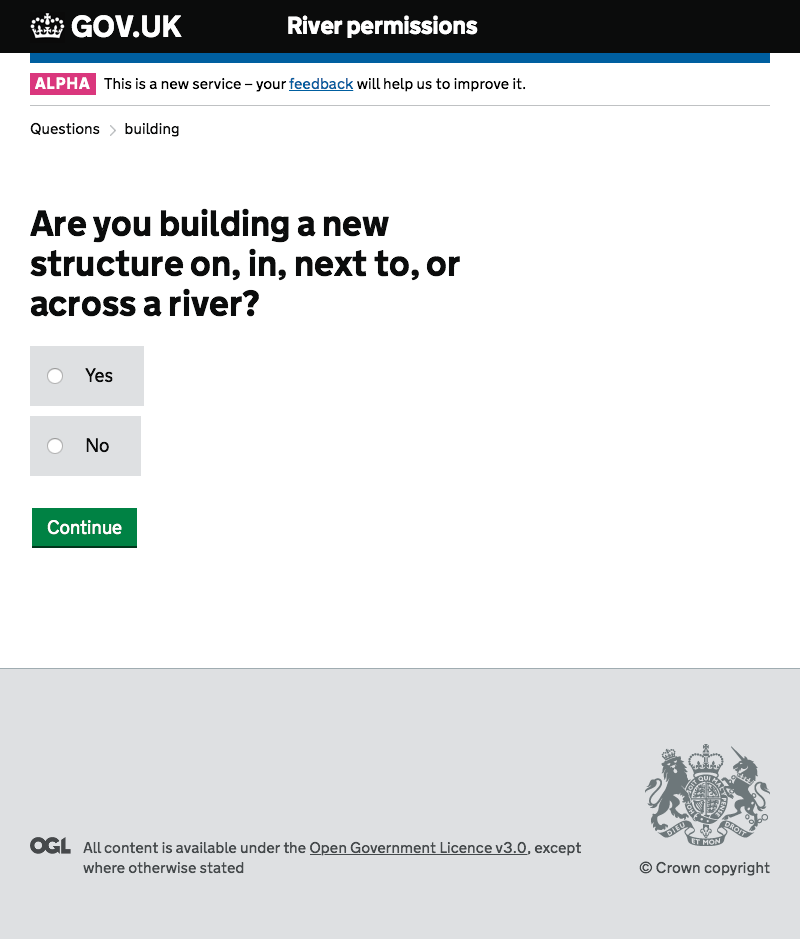 GOV.UK River permissions
ALPHA This is a new service – your feedback will help us to improve it.
Questions > building
Are you building a new
structure on, in, next to, or
across a river?
Yes
No
Continue
OGL All content is available under the Open Government Licence v3.0, except
where otherwise stated
DIEU ET MON DROIT
© Crown copyright